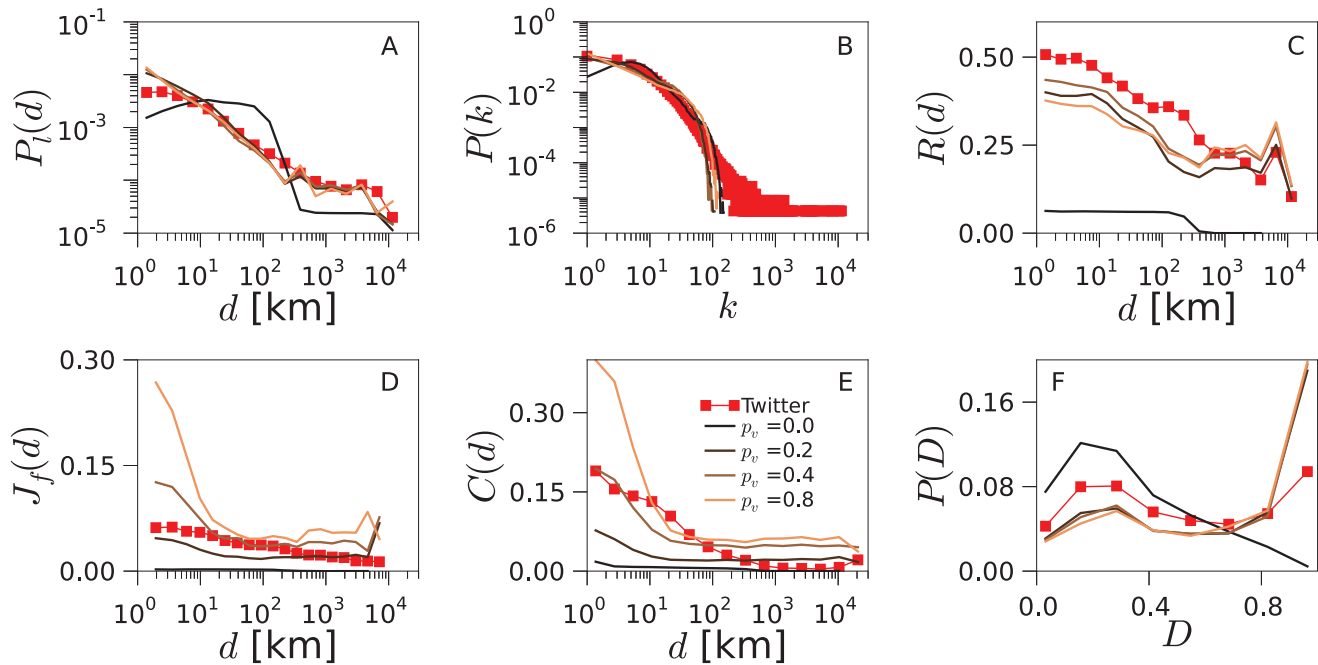 A
P_l(d)
10^-1
10^-3
10^-5
10^0 10^1 10^2 10^3 10^4
d [km]
B
P(k)
10^0
10^-2
10^-4
10^-6
10^0 10^1 10^2 10^3 10^4
k
C
R(d)
0.50
0.25
0.00
10^0 10^1 10^2 10^3 10^4
d [km]
D
J_f(d)
0.30
0.15
0.00
10^0 10^1 10^2 10^3 10^4
d [km]
E
C(d)
0.30
0.15
0.00
Twitter
p_v =0.0
p_v =0.2
p_v =0.4
p_v =0.8
10^0 10^1 10^2 10^3 10^4
d [km]
F
P(D)
0.16
0.08
0.00
0.0 0.4 0.8
D